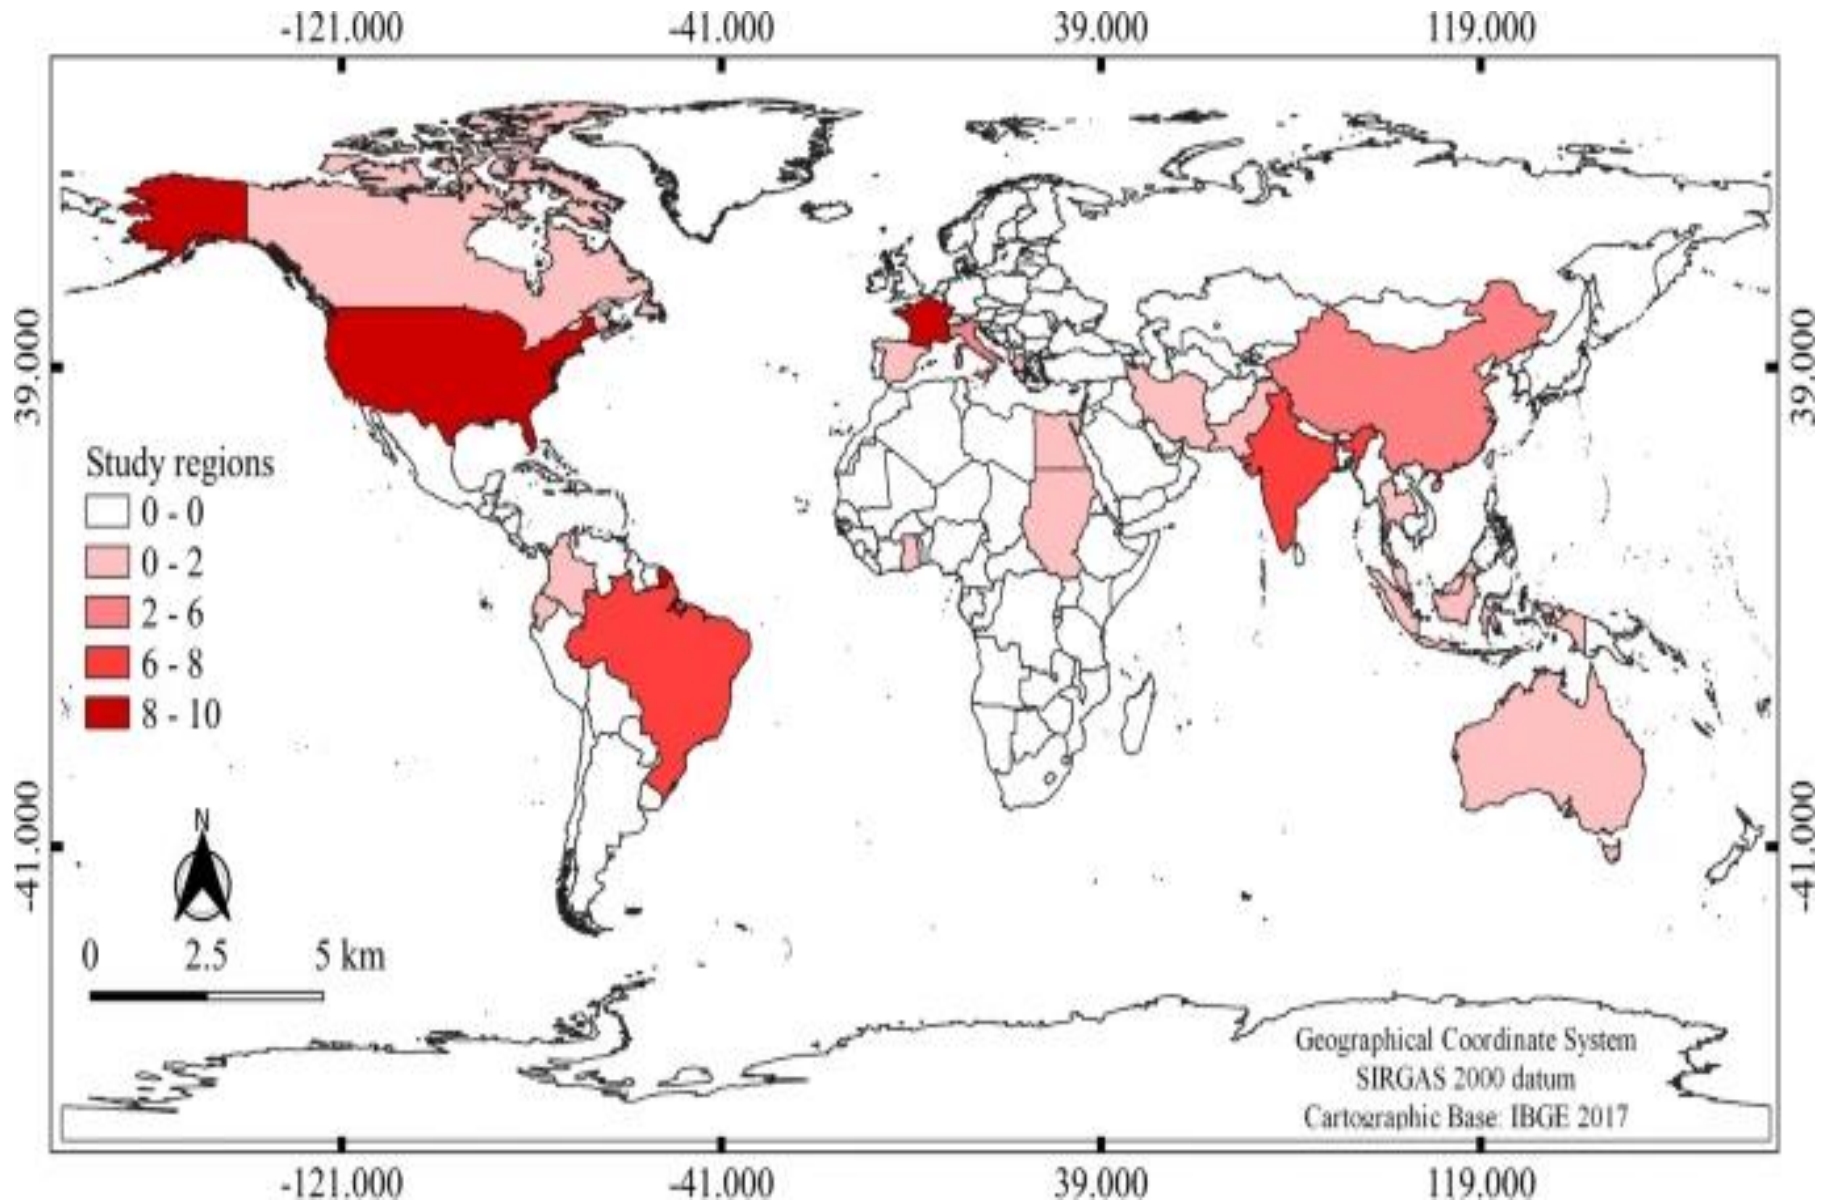 -121.000 -41.000 39.000 119.000
39.000 39.000
Study regions
0 - 0
0 - 2
2 - 6
6 - 8
8 - 10
-41.000 -41.000
N
0 2.5 5 km
Geographical Coordinate System
SIRGAS 2000 datum
Cartographic Base: IBGE 2017
-121.000 -41.000 39.000 119.000